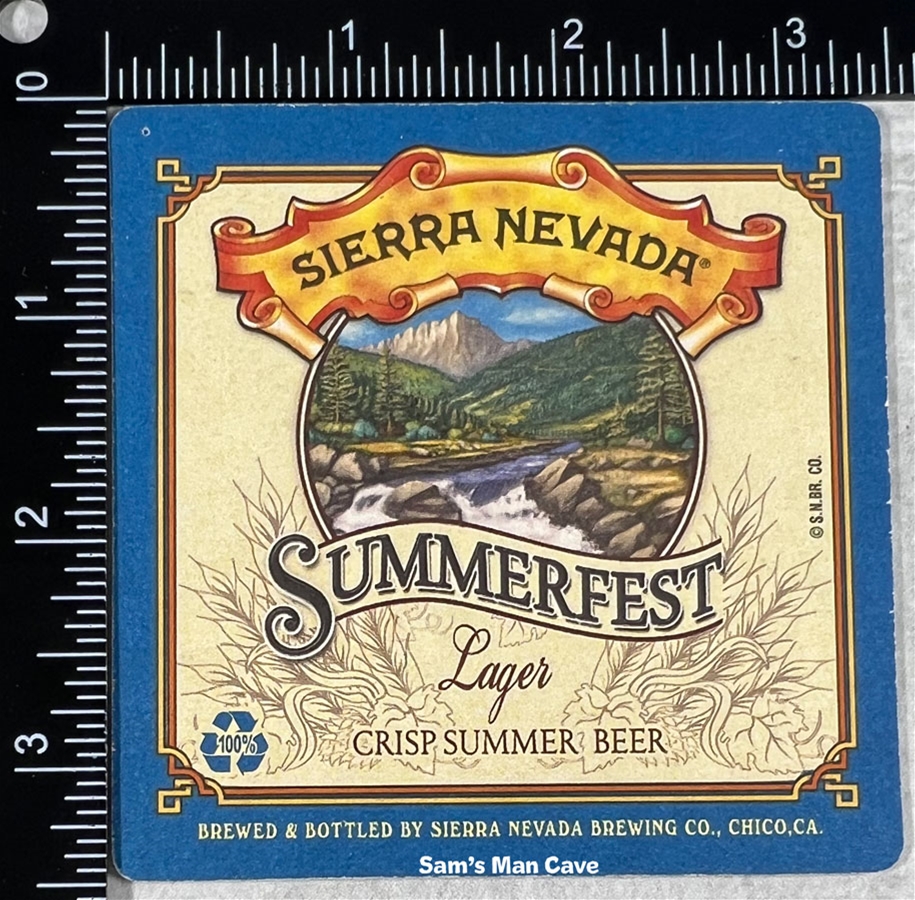 1 2 3
0
1
2
3
SIERRA NEVADA®
© S.N.BR. CO.
SUMMERFEST
Lager
100%
CRISP SUMMER BEER
BREWED & BOTTLED BY SIERRA NEVADA BREWING CO., CHICO,CA.
Sam's Man Cave